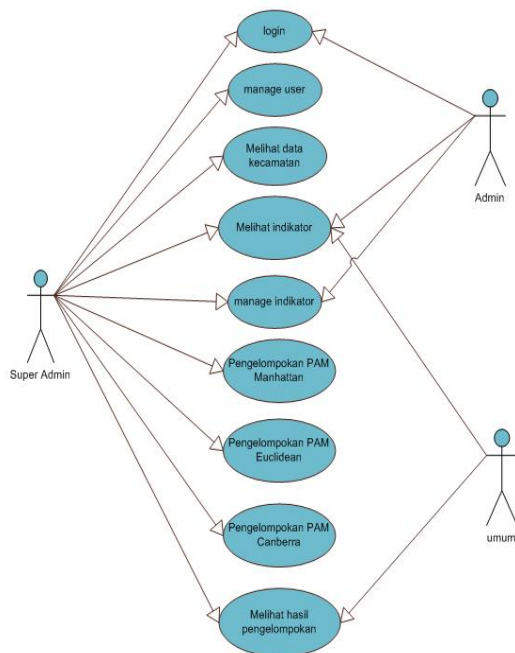 login
manage user
Melihat data
kecamatan
Admin
Melihat indikator
manage indikator
Super Admin
Pengelompokan PAM
Manhattan
Pengelompokan PAM
Euclidean
Pengelompokan PAM
Canberra
umum
Melihat hasil
pengelompokan